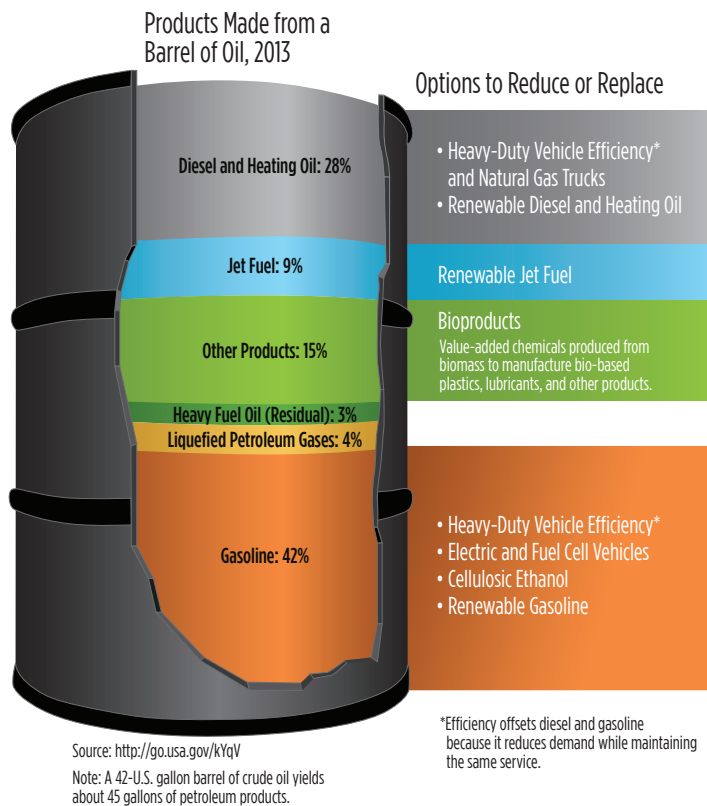 Products Made from a
Barrel of Oil, 2013
Options to Reduce or Replace
Diesel and Heating Oil: 28%
• Heavy-Duty Vehicle Efficiency*
and Natural Gas Trucks
• Renewable Diesel and Heating Oil
Jet Fuel: 9%
Renewable Jet Fuel
Other Products: 15%
Bioproducts
Value-added chemicals produced from
biomass to manufacture bio-based
plastics, lubricants, and other products.
Heavy Fuel Oil (Residual): 3%
Liquefied Petroleum Gases: 4%
Gasoline: 42%
• Heavy-Duty Vehicle Efficiency*
• Electric and Fuel Cell Vehicles
• Cellulosic Ethanol
• Renewable Gasoline
*Efficiency offsets diesel and gasoline
because it reduces demand while maintaining
the same service.
Source: http://go.usa.gov/kYqV
Note: A 42-U.S. gallon barrel of crude oil yields
about 45 gallons of petroleum products.